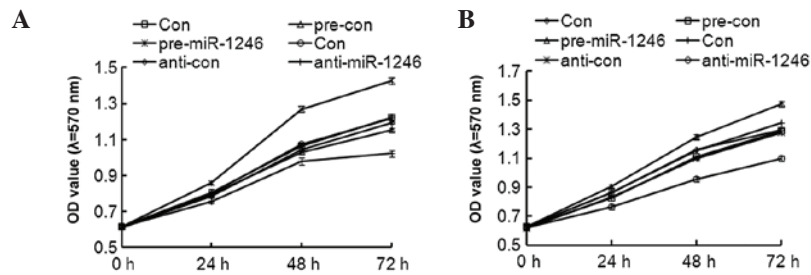 A
Con pre-con
pre-miR-1246 Con
anti-con anti-miR-1246
OD value (λ=570 nm)
1.5
1.3
1.1
0.9
0.7
0.5
0 h 24 h 48 h 72 h
B
Con pre-con
pre-miR-1246 Con
anti-con anti-miR-1246
OD value (λ=570 nm)
1.7
1.5
1.3
1.1
0.9
0.7
0.5
0 h 24 h 48 h 72 h